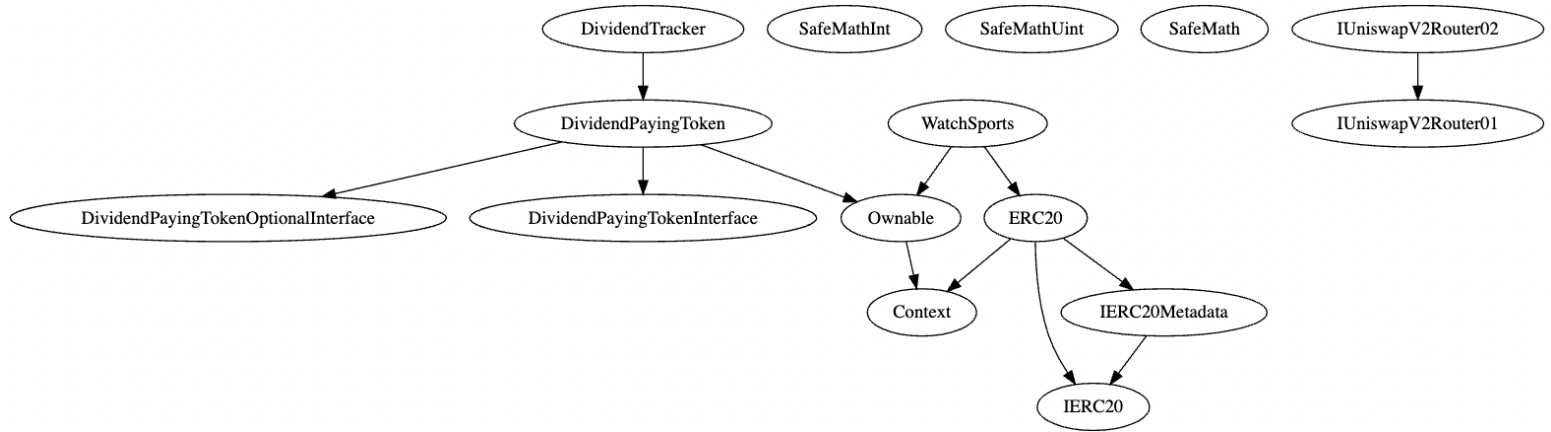 DividendTracker
SafeMathInt
SafeMathUint
SafeMath
IUniswapV2Router02
DividendPayingToken
WatchSports
IUniswapV2Router01
DividendPayingTokenOptionalInterface
DividendPayingTokenInterface
Ownable
ERC20
Context
IERC20Metadata
IERC20